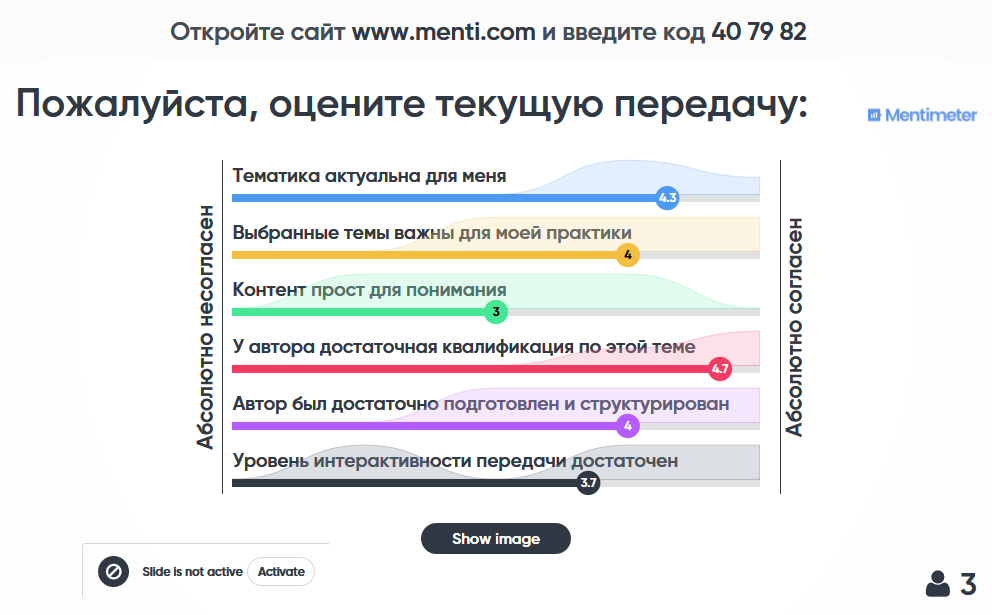 Откройте сайт www.menti.com и введите код 40 79 82
Пожалуйста, оцените текущую передачу:
Mentimeter
Абсолютно несогласен
Тематика актуальна для меня
4.3
Выбранные темы важны для моей практики
4
Контент прост для понимания
3
У автора достаточная квалификация по этой теме
4.7
Автор был достаточно подготовлен и структурирован
4
Уровень интерактивности передачи достаточен
3.7
Абсолютно согласен
Show image
Slide is not active Activate
3